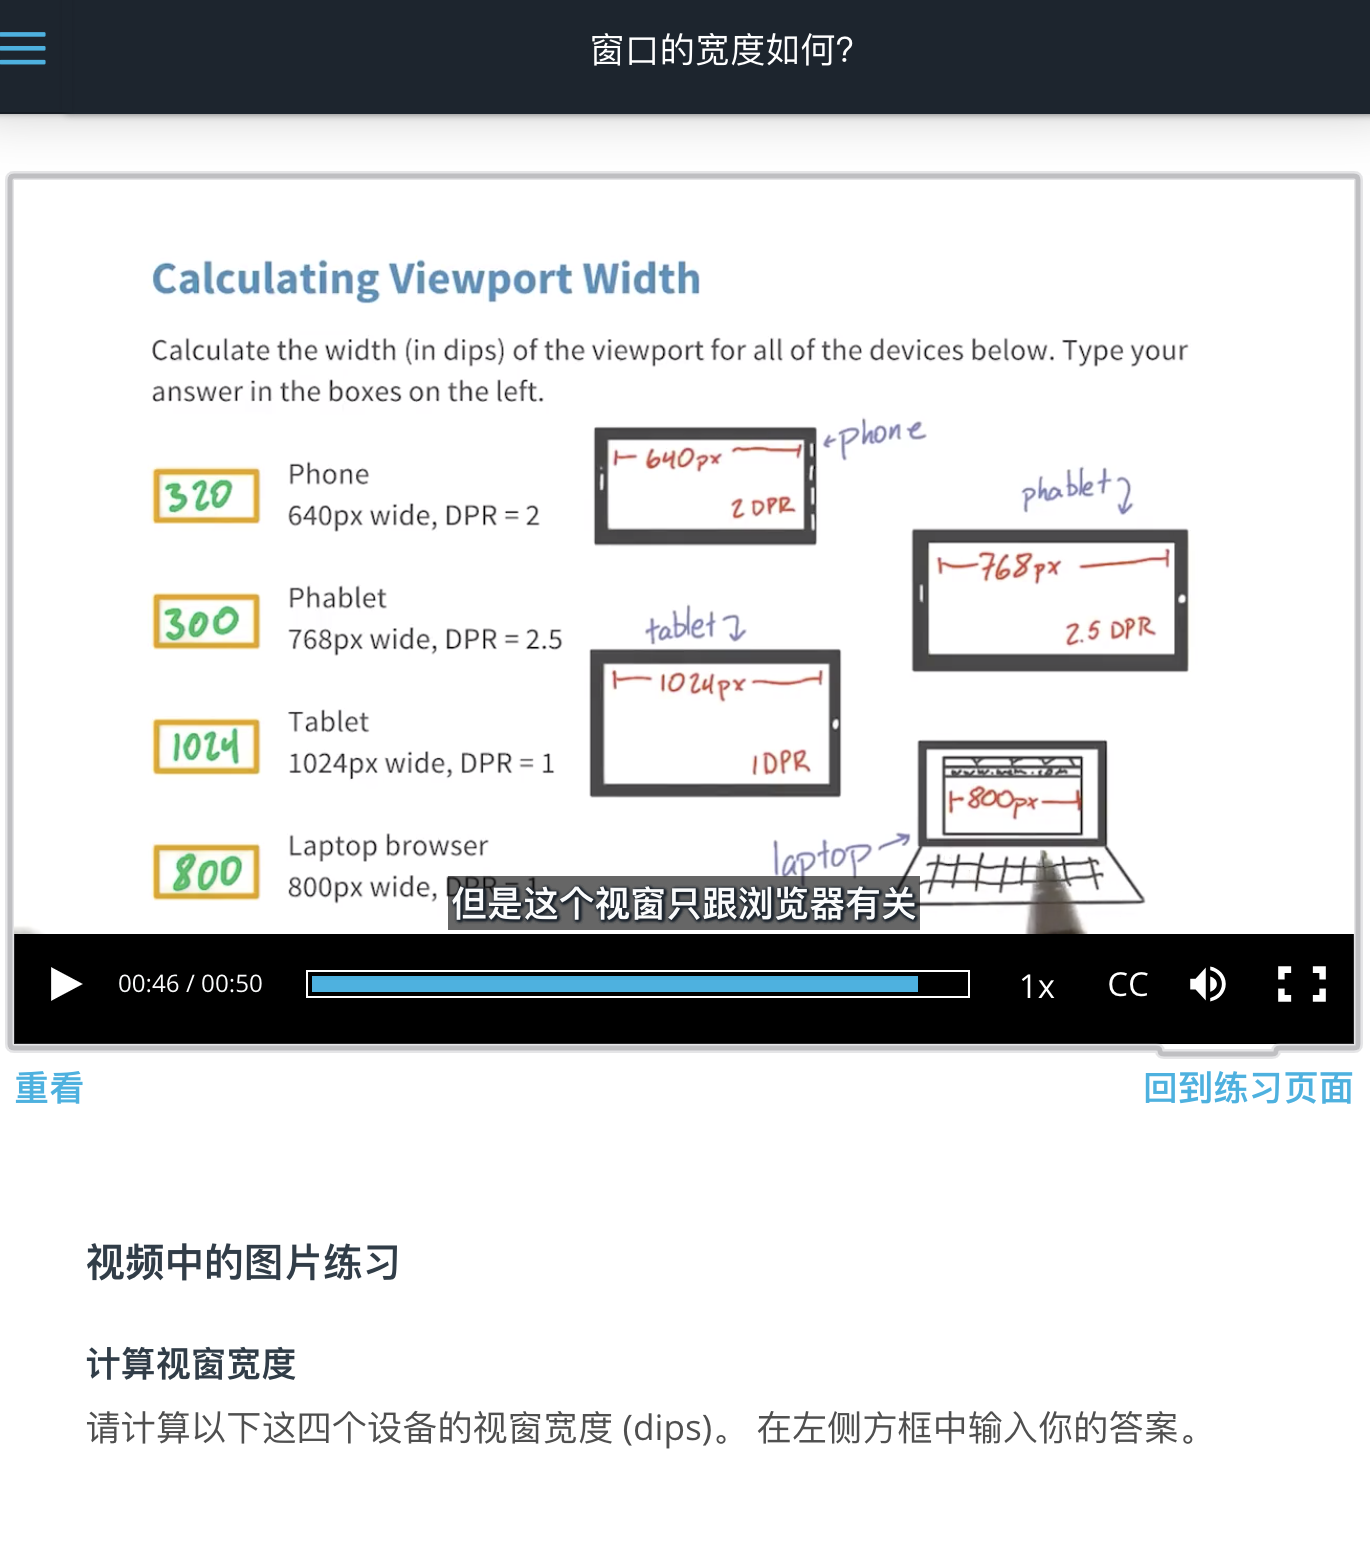 窗口的宽度如何?
Calculating Viewport Width
Calculate the width (in dips) of the viewport for all of the devices below. Type your
answer in the boxes on the left.
320
Phone
640px wide, DPR = 2
300
Phablet
768px wide, DPR = 2.5
1024
Tablet
1024px wide, DPR = 1
800
Laptop browser
800px wide, DPR = 1
640px
2 DPR
phone
phablet
768px
2.5 DPR
tablet
1024px
1 DPR
800px
laptop
但是这个视窗只跟浏览器有关
00:46 / 00:50
1x
CC
重看
回到练习页面
视频中的图片练习
计算视窗宽度
请计算以下这四个设备的视窗宽度 (dips)。 在左侧方框中输入你的答案。